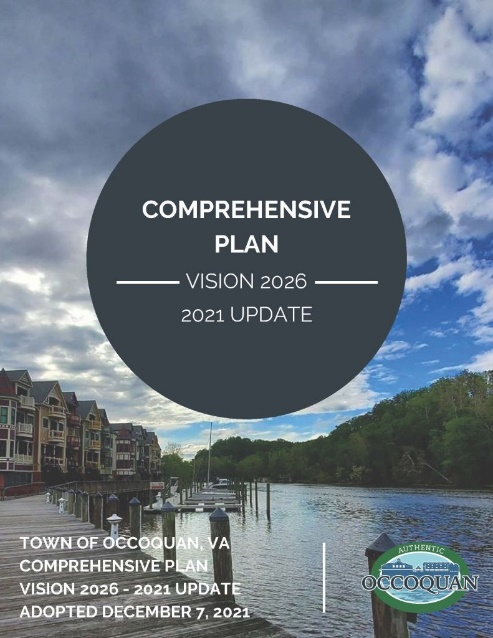 COMPREHENSIVE
PLAN
VISION 2026
2021 UPDATE
TOWN OF OCCOQUAN, VA
COMPREHENSIVE PLAN
VISION 2026 - 2021 UPDATE
ADOPTED DECEMBER 7, 2021
AUTHENTIC
OCCOQUAN